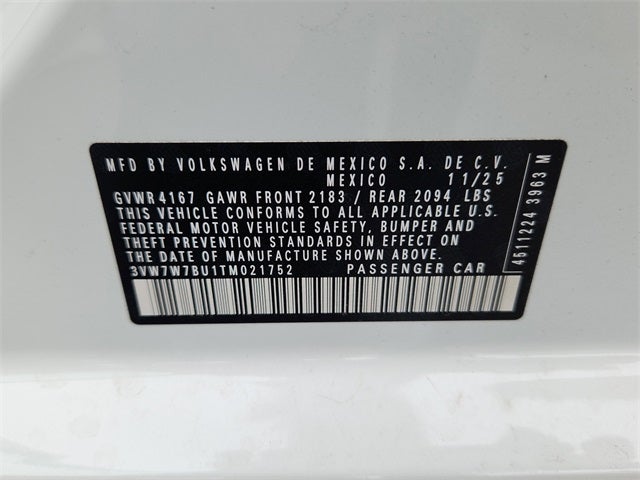 MFD BY VOLKSWAGEN DE MEXICO S.A. DE C.V.
MEXICO 11/25
GVWR 4167 GAWR FRONT 2183 / REAR 2094 LBS
THIS VEHICLE CONFORMS TO ALL APPLICABLE U.S.
FEDERAL MOTOR VEHICLE SAFETY, BUMPER AND
THEFT PREVENTION STANDARDS IN EFFECT ON
THE DATE OF MANUFACTURE SHOWN ABOVE.
3VW7W7BU1TM021752 PASSENGER CAR
4511224 3963 M